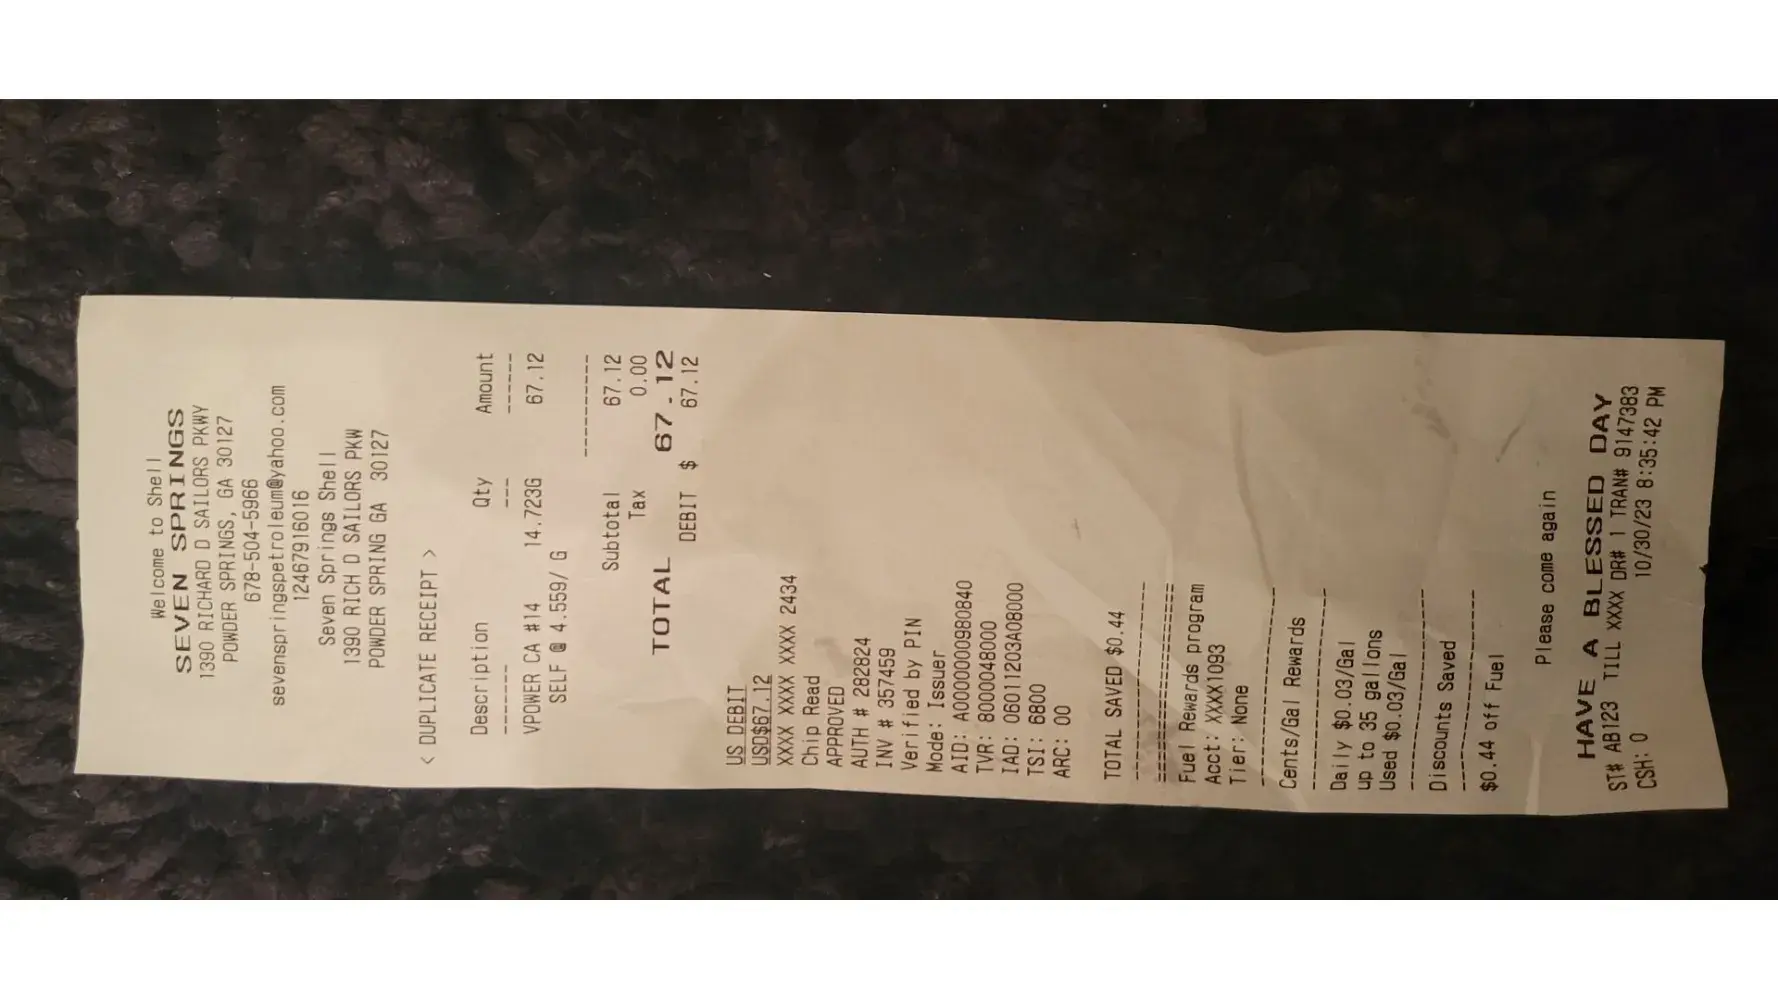 Welcome to Shell
SEVEN SPRINGS
1390 RICHARD D SAILORS PKWY
POWDER SPRINGS, GA 30127
678-504-5966
sevenspringspetroleum@yahoo.com
12467916016
Seven Springs Shell
1390 RICH D SAILORS PKW
POWDER SPRING GA 30127
< DUPLICATE RECEIPT >
Description Qty Amount
-------- --- ------
VPOWER CA #14 14.723G 67.12
SELF @ 4.559/ G
----------
Subtotal 67.12
Tax 0.00
TOTAL 67.12
DEBIT $ 67.12
US DEBIT
USD$67.12
XXXX XXXX XXXX 2434
Chip Read
APPROVED
AUTH # 282824
INV # 357459
Verified by PIN
Mode: Issuer
AID: A0000000980840
TVR: 8000048000
IAD: 06011203A08000
TSI: 6800
ARC: 00
TOTAL SAVED $0.44
-----------------------
=======================
Fuel Rewards program
Acct: XXXX1093
Tier: None
-----------------------
Cents/Gal Rewards
-----------------------
Daily $0.03/Gal
up to 35 gallons
Used $0.03/Gal
-----------------------
Discounts Saved
-----------------------
$0.44 off Fuel
Please come again
HAVE A BLESSED DAY
ST# AB123 TILL XXXX DR# 1 TRAN# 9147383
CSH: 0 10/30/23 8:35:42 PM